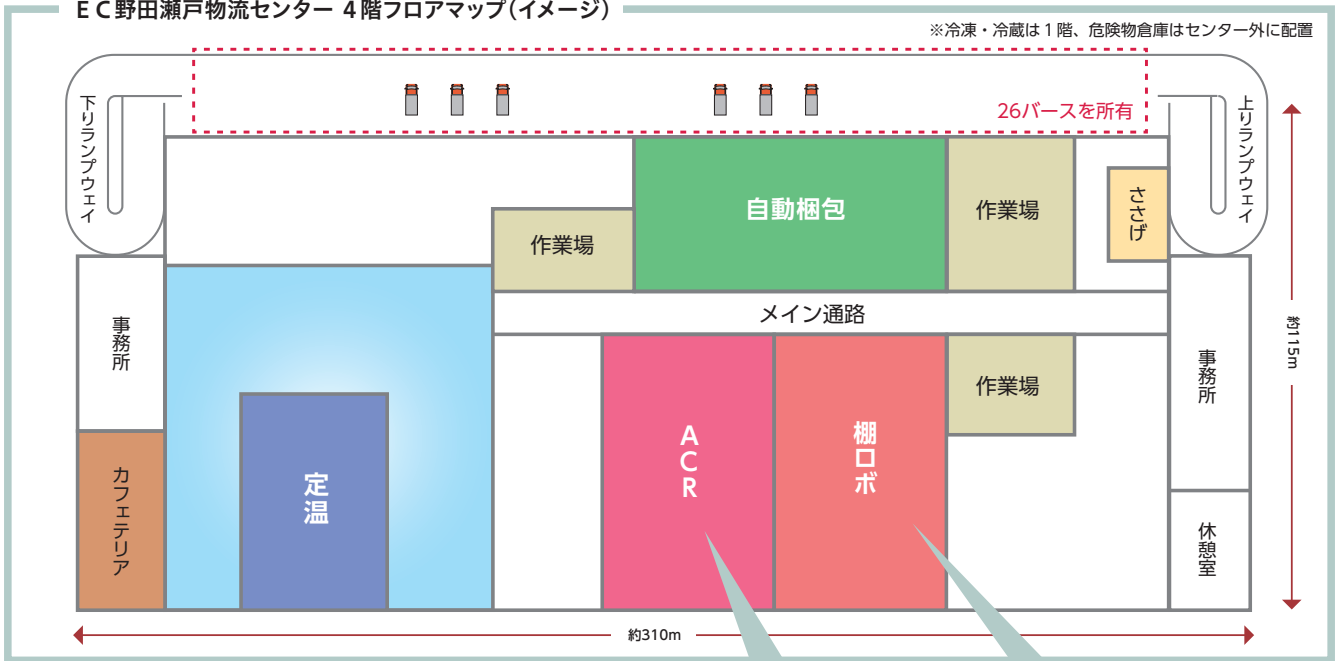 EC野田瀬戸物流センター 4階フロアマップ(イメージ)
※冷凍・冷蔵は1階、危険物倉庫はセンター外に配置
下りランプウェイ
26バースを所有
上りランプウェイ
自動梱包
作業場
ささげ
作業場
メイン通路
事務所
作業場
事務所
約115m
ACR
棚ロボ
定温
カフェテリア
休憩室
約310m